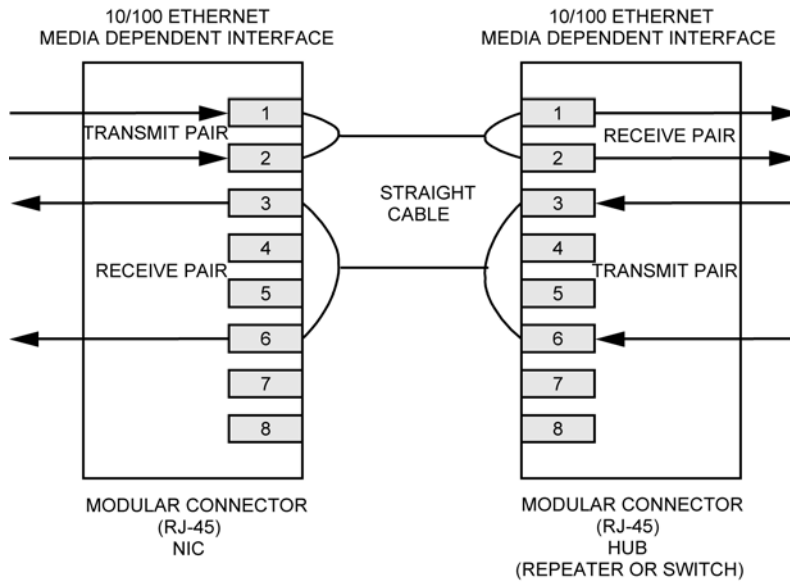 10/100 ETHERNET
MEDIA DEPENDENT INTERFACE
10/100 ETHERNET
MEDIA DEPENDENT INTERFACE
1
TRANSMIT PAIR
2
3
4
RECEIVE PAIR
5
6
7
8
STRAIGHT
CABLE
1
RECEIVE PAIR
2
3
4
TRANSMIT PAIR
5
6
7
8
MODULAR CONNECTOR
(RJ-45)
NIC
MODULAR CONNECTOR
(RJ-45)
HUB
(REPEATER OR SWITCH)